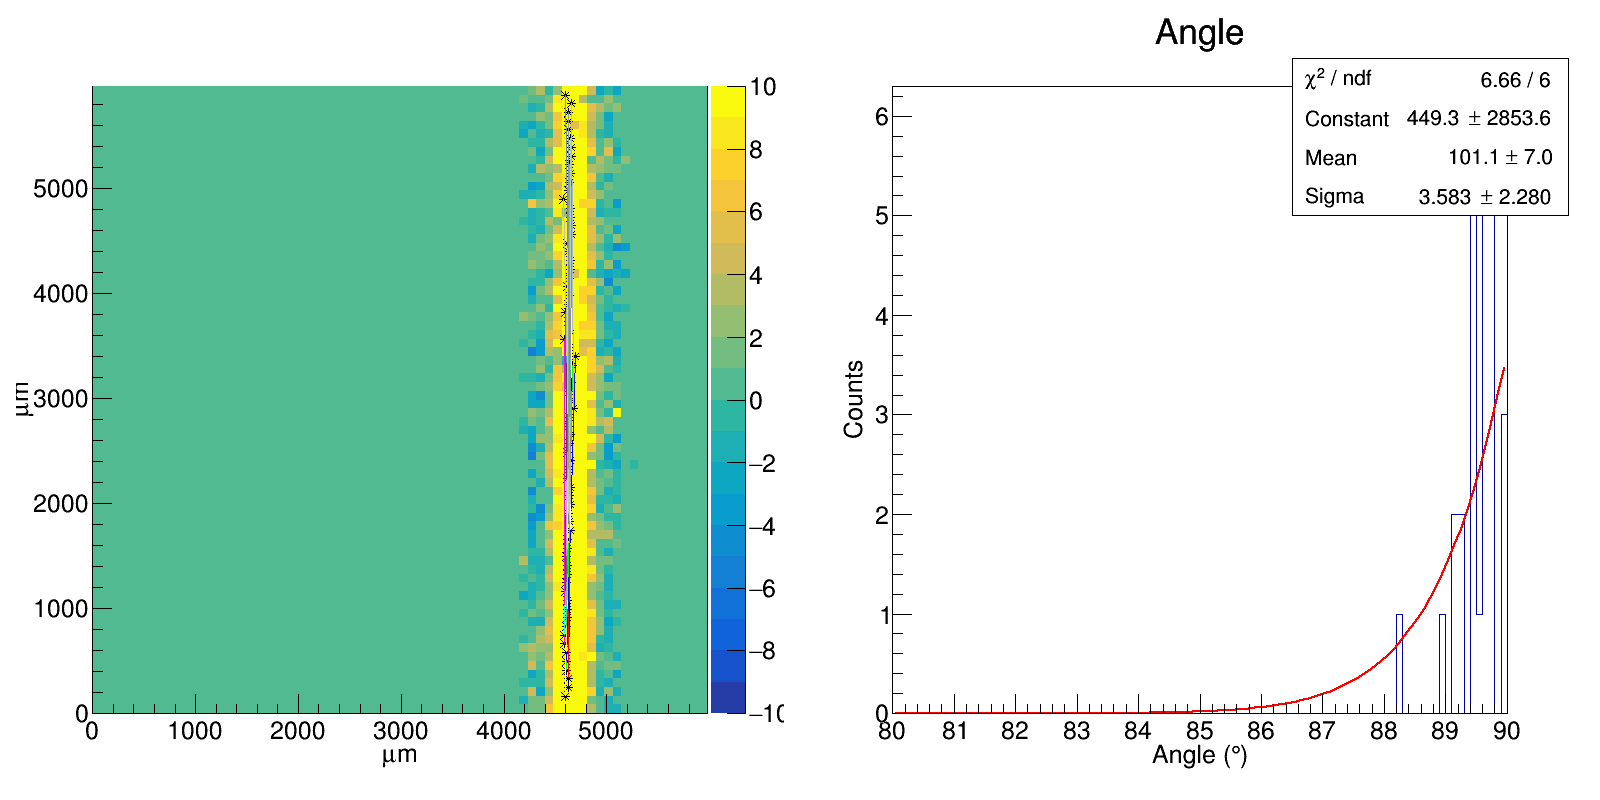 Angle
χ² / ndf 6.66 / 6
Constant 449.3 ± 2853.6
Mean 101.1 ± 7.0
Sigma 3.583 ± 2.280
10
8
6
4
2
0
−2
−4
−6
−8
−10
5000
4000
3000
2000
1000
0
μm
0 1000 2000 3000 4000 5000
μm
6
5
4
3
2
1
0
Counts
80 81 82 83 84 85 86 87 88 89 90
Angle (°)